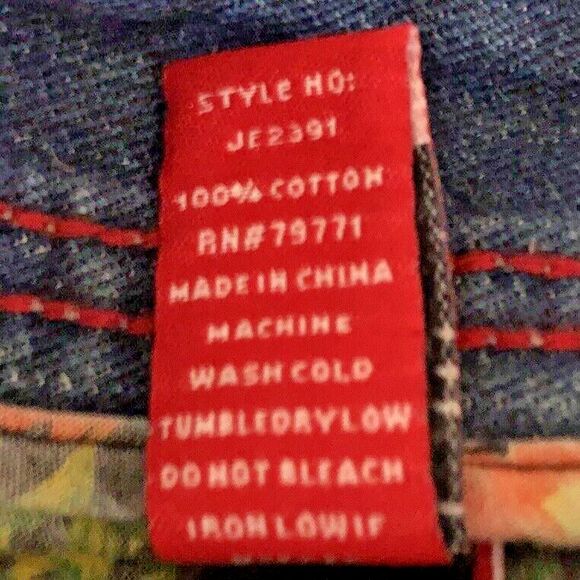 STYLE NO:
JE2391
100% COTTON
RN#79771
MADE IN CHINA
MACHINE
WASH COLD
TUMBLE DRY LOW
DO NOT BLEACH
IRON LOW IF